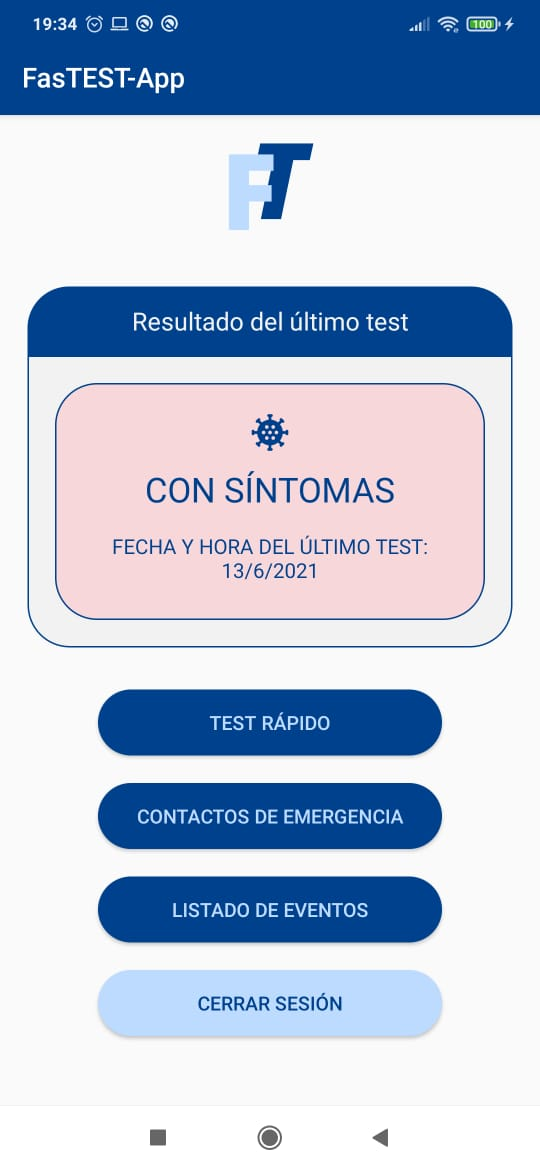 19:34
100
FasTEST-App
FT
Resultado del último test
CON SÍNTOMAS
FECHA Y HORA DEL ÚLTIMO TEST:
13/6/2021
TEST RÁPIDO
CONTACTOS DE EMERGENCIA
LISTADO DE EVENTOS
CERRAR SESIÓN